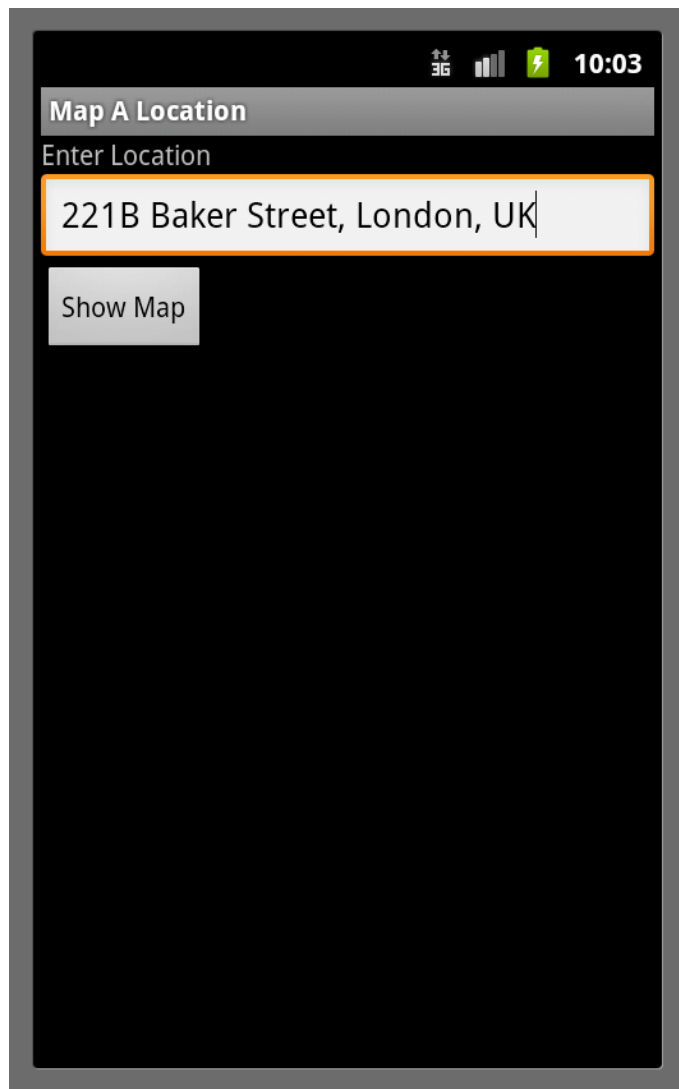 3G 10:03
Map A Location
Enter Location
221B Baker Street, London, UK
Show Map